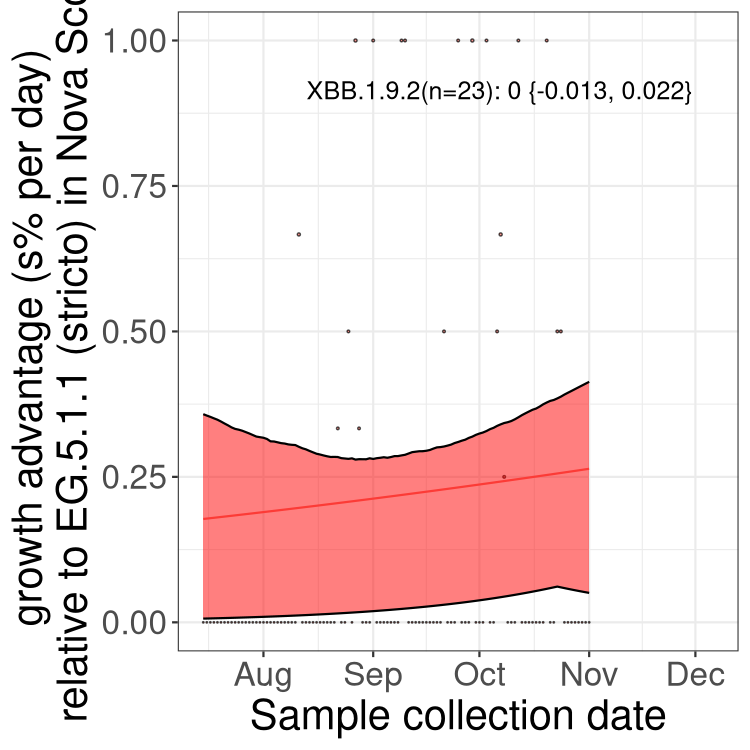 growth advantage (s% per day)
relative to EG.5.1.1 (stricto) in Nova
1.00
0.75
0.50
0.25
0.00
XBB.1.9.2(n=23): 0 {-0.013, 0.022}
Aug Sep Oct Nov Dec
Sample collection date